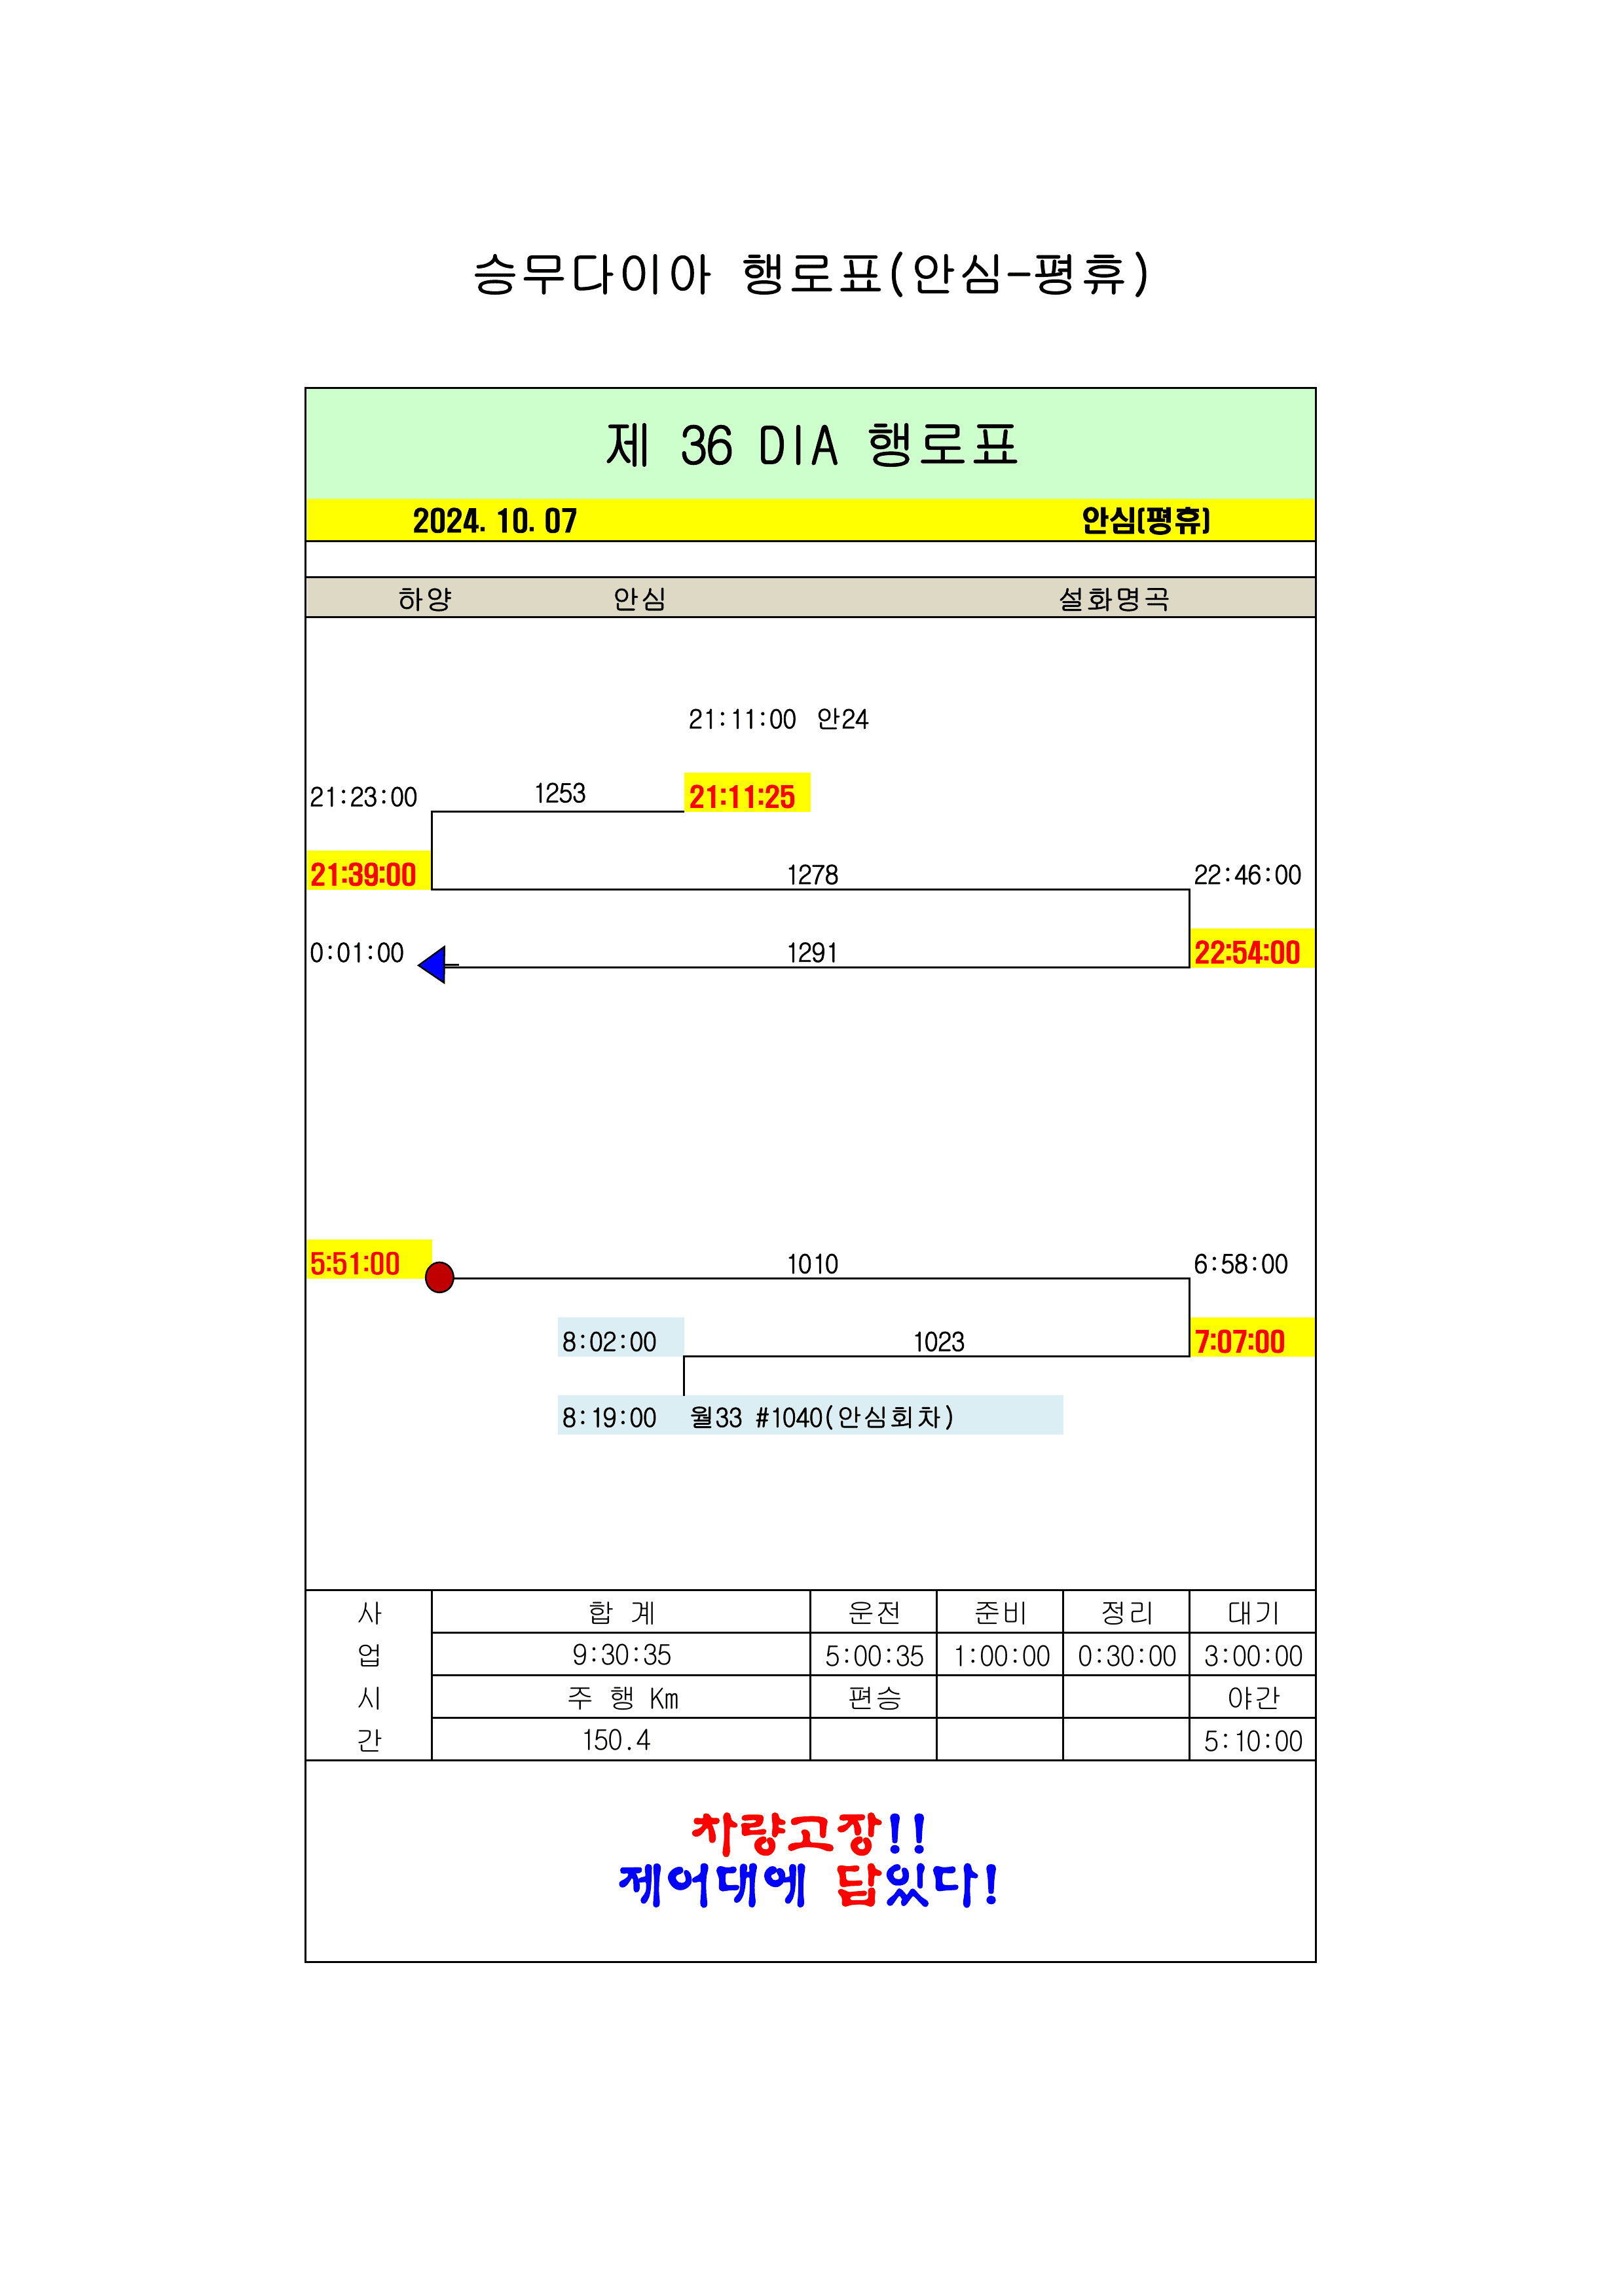 승무다이아 행로표(안심-평휴)
제 36 DIA 행로표
2024. 10. 07 안심(평휴)
하양 안심 설화명곡
21:11:00 안24
21:23:00 1253 21:11:25
21:39:00 1278 22:46:00
0:01:00 1291 22:54:00
5:51:00 1010 6:58:00
8:02:00 1023 7:07:00
8:19:00 월33 #1040(안심회차)
사 합 계 운전 준비 정리 대기
업 9:30:35 5:00:35 1:00:00 0:30:00 3:00:00
시 주 행 Km 편승 야간
간 150.4 5:10:00
차량고장!!
제어대에 답있다!